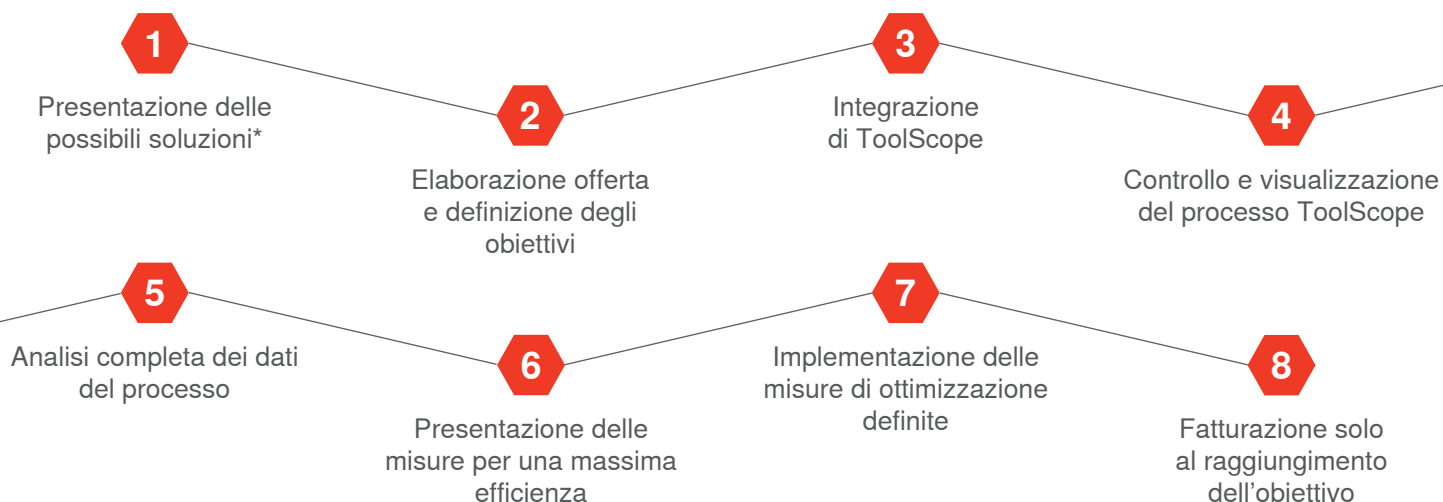 1
Presentazione delle
possibili soluzioni*
2
Elaborazione offerta
e definizione degli
obiettivi
3
Integrazione
di ToolScope
4
Controllo e visualizzazione
del processo ToolScope
5
Analisi completa dei dati
del processo
6
Presentazione delle
misure per una massima
efficienza
7
Implementazione delle
misure di ottimizzazione
definite
8
Fatturazione solo
al raggiungimento
dell'obiettivo